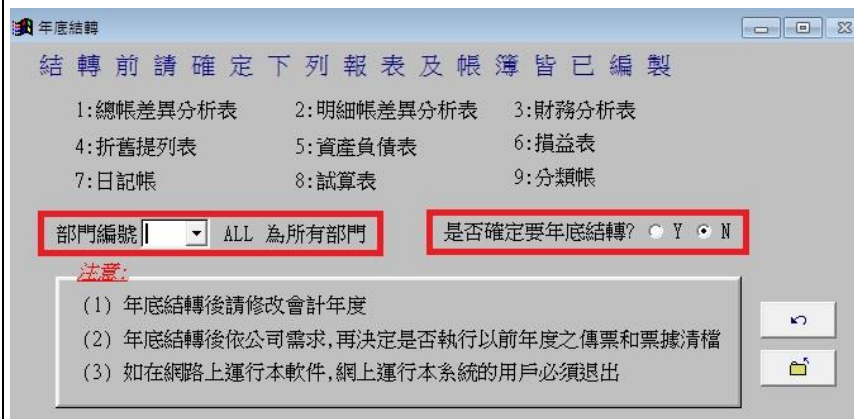 年底結轉
結轉前請確定下列報表及帳簿皆已編製
1:總帳差異分析表 2:明細帳差異分析表 3:財務分析表
4:折舊提列表 5:資產負債表 6:損益表
7:日記帳 8:試算表 9:分類帳
部門編號 ALL 為所有部門 是否確定要年底結轉? Y N
注意:
(1) 年底結轉後請修改會計年度
(2) 年底結轉後依公司需求,再決定是否執行以前年度之傳票和票據清檔
(3) 如在網路上運行本軟件,網上運行本系統的用戶必須退出